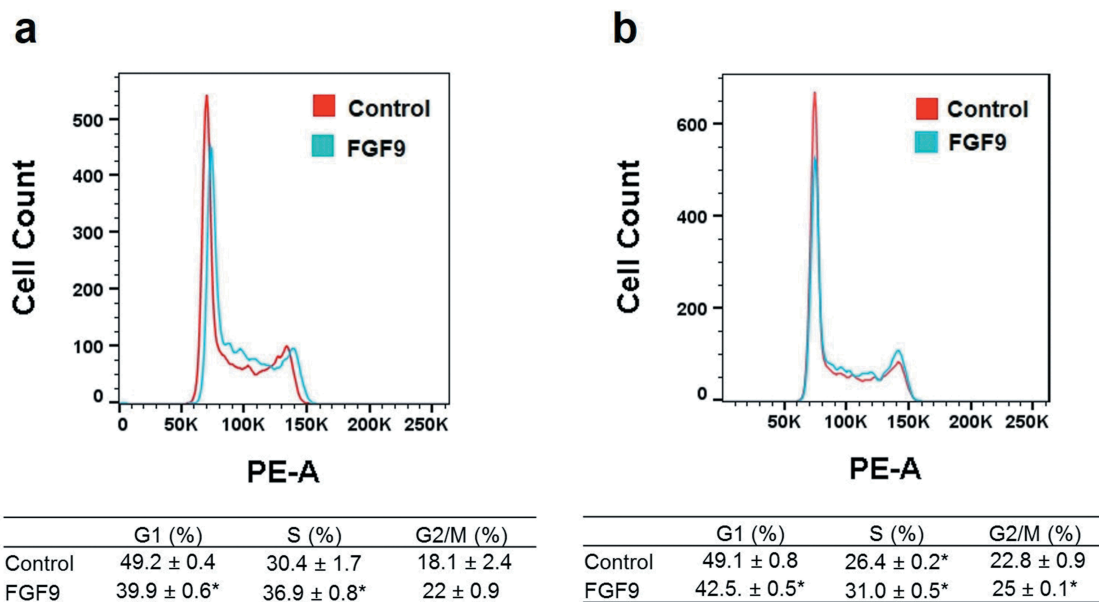 a
Control
FGF9
500
400
300
200
100
0
Cell Count
0 50K 100K 150K 200K 250K
PE-A
G1 (%) S (%) G2/M (%)
Control 49.2 ± 0.4 30.4 ± 1.7 18.1 ± 2.4
FGF9 39.9 ± 0.6* 36.9 ± 0.8* 22 ± 0.9
b
Control
FGF9
600
400
200
0
Cell Count
50K 100K 150K 200K 250K
PE-A
G1 (%) S (%) G2/M (%)
Control 49.1 ± 0.8 26.4 ± 0.2* 22.8 ± 0.9
FGF9 42.5. ± 0.5* 31.0 ± 0.5* 25 ± 0.1*